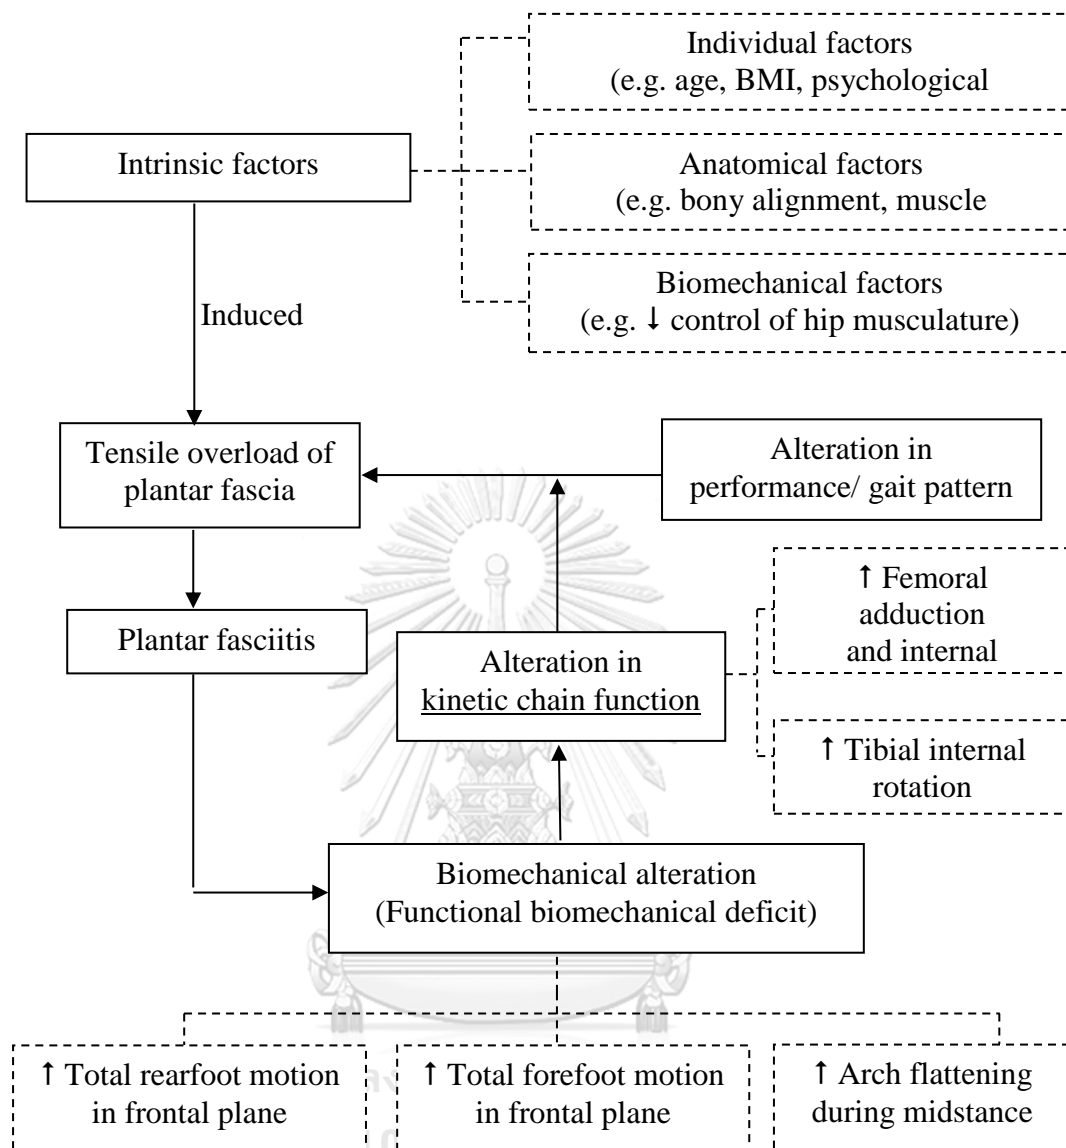 Individual factors
(e.g. age, BMI, psychological
Intrinsic factors
Anatomical factors
(e.g. bony alignment, muscle
Biomechanical factors
(e.g. ↓ control of hip musculature)
Induced
Tensile overload of
plantar fascia
Alteration in
performance/ gait pattern
↑ Femoral
adduction
and internal
Plantar fasciitis
Alteration in
kinetic chain function
↑ Tibial internal
rotation
Biomechanical alteration
(Functional biomechanical deficit)
↑ Total rearfoot motion
in frontal plane
↑ Total forefoot motion
in frontal plane
↑ Arch flattening
during midstance